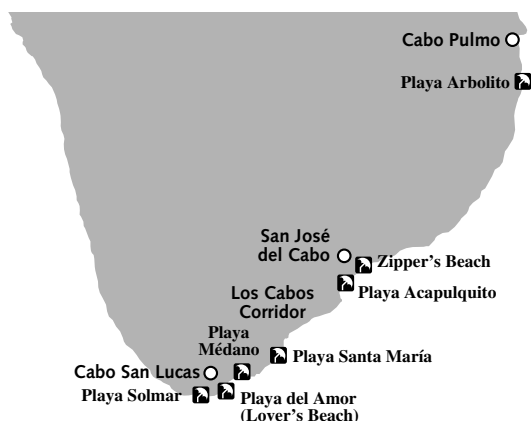 Cabo Pulmo
Playa Arbolito
San José
del Cabo
Zipper's Beach
Playa Acapulquito
Los Cabos
Corridor
Playa
Médano
Playa Santa María
Cabo San Lucas
Playa Solmar
Playa del Amor
(Lover's Beach)